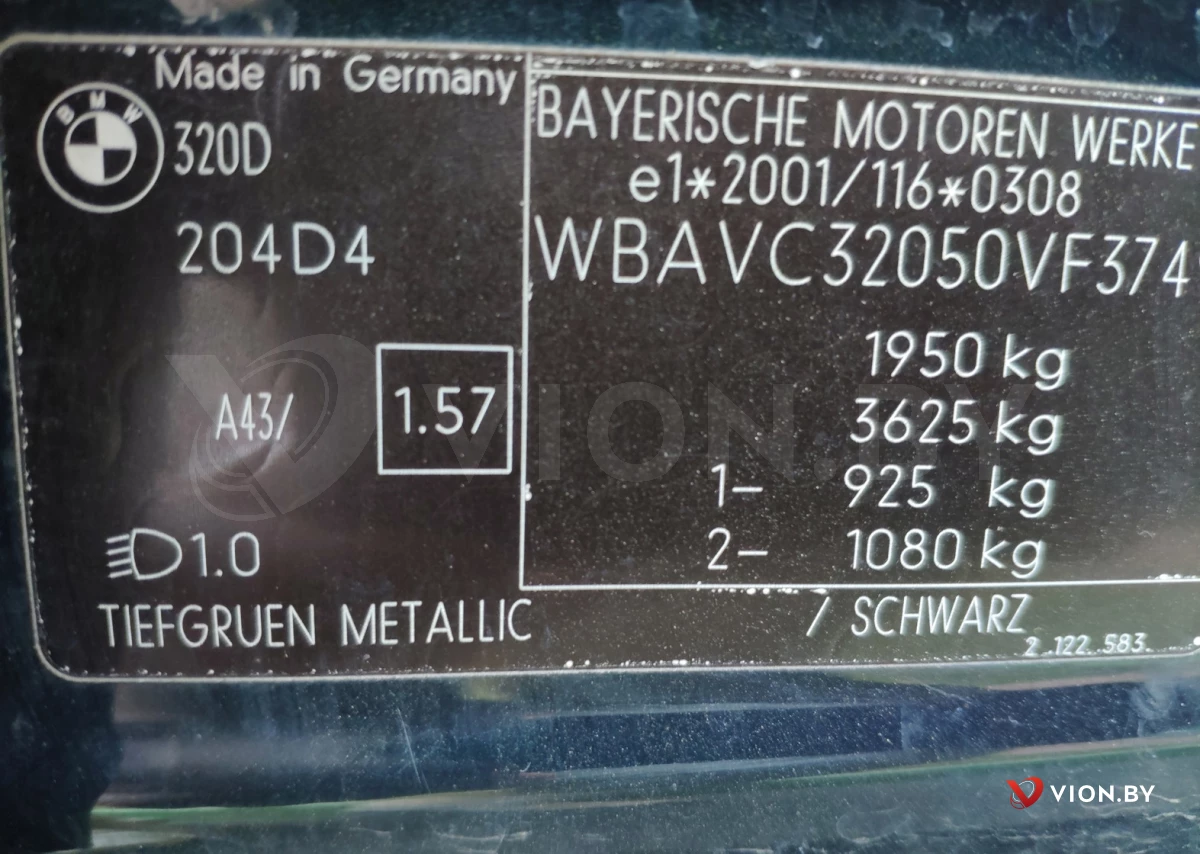 Made in Germany
BMW
320D
204D4
A43/
1.57
1.0
TIEFGRUEN METALLIC / SCHWARZ
BAYERISCHE MOTOREN WERKE
e1*2001/116*0308
WBAVC32050VF374
1950 kg
3625 kg
1- 925 kg
2- 1080 kg
2 122 583
VION.BY
VION.BY